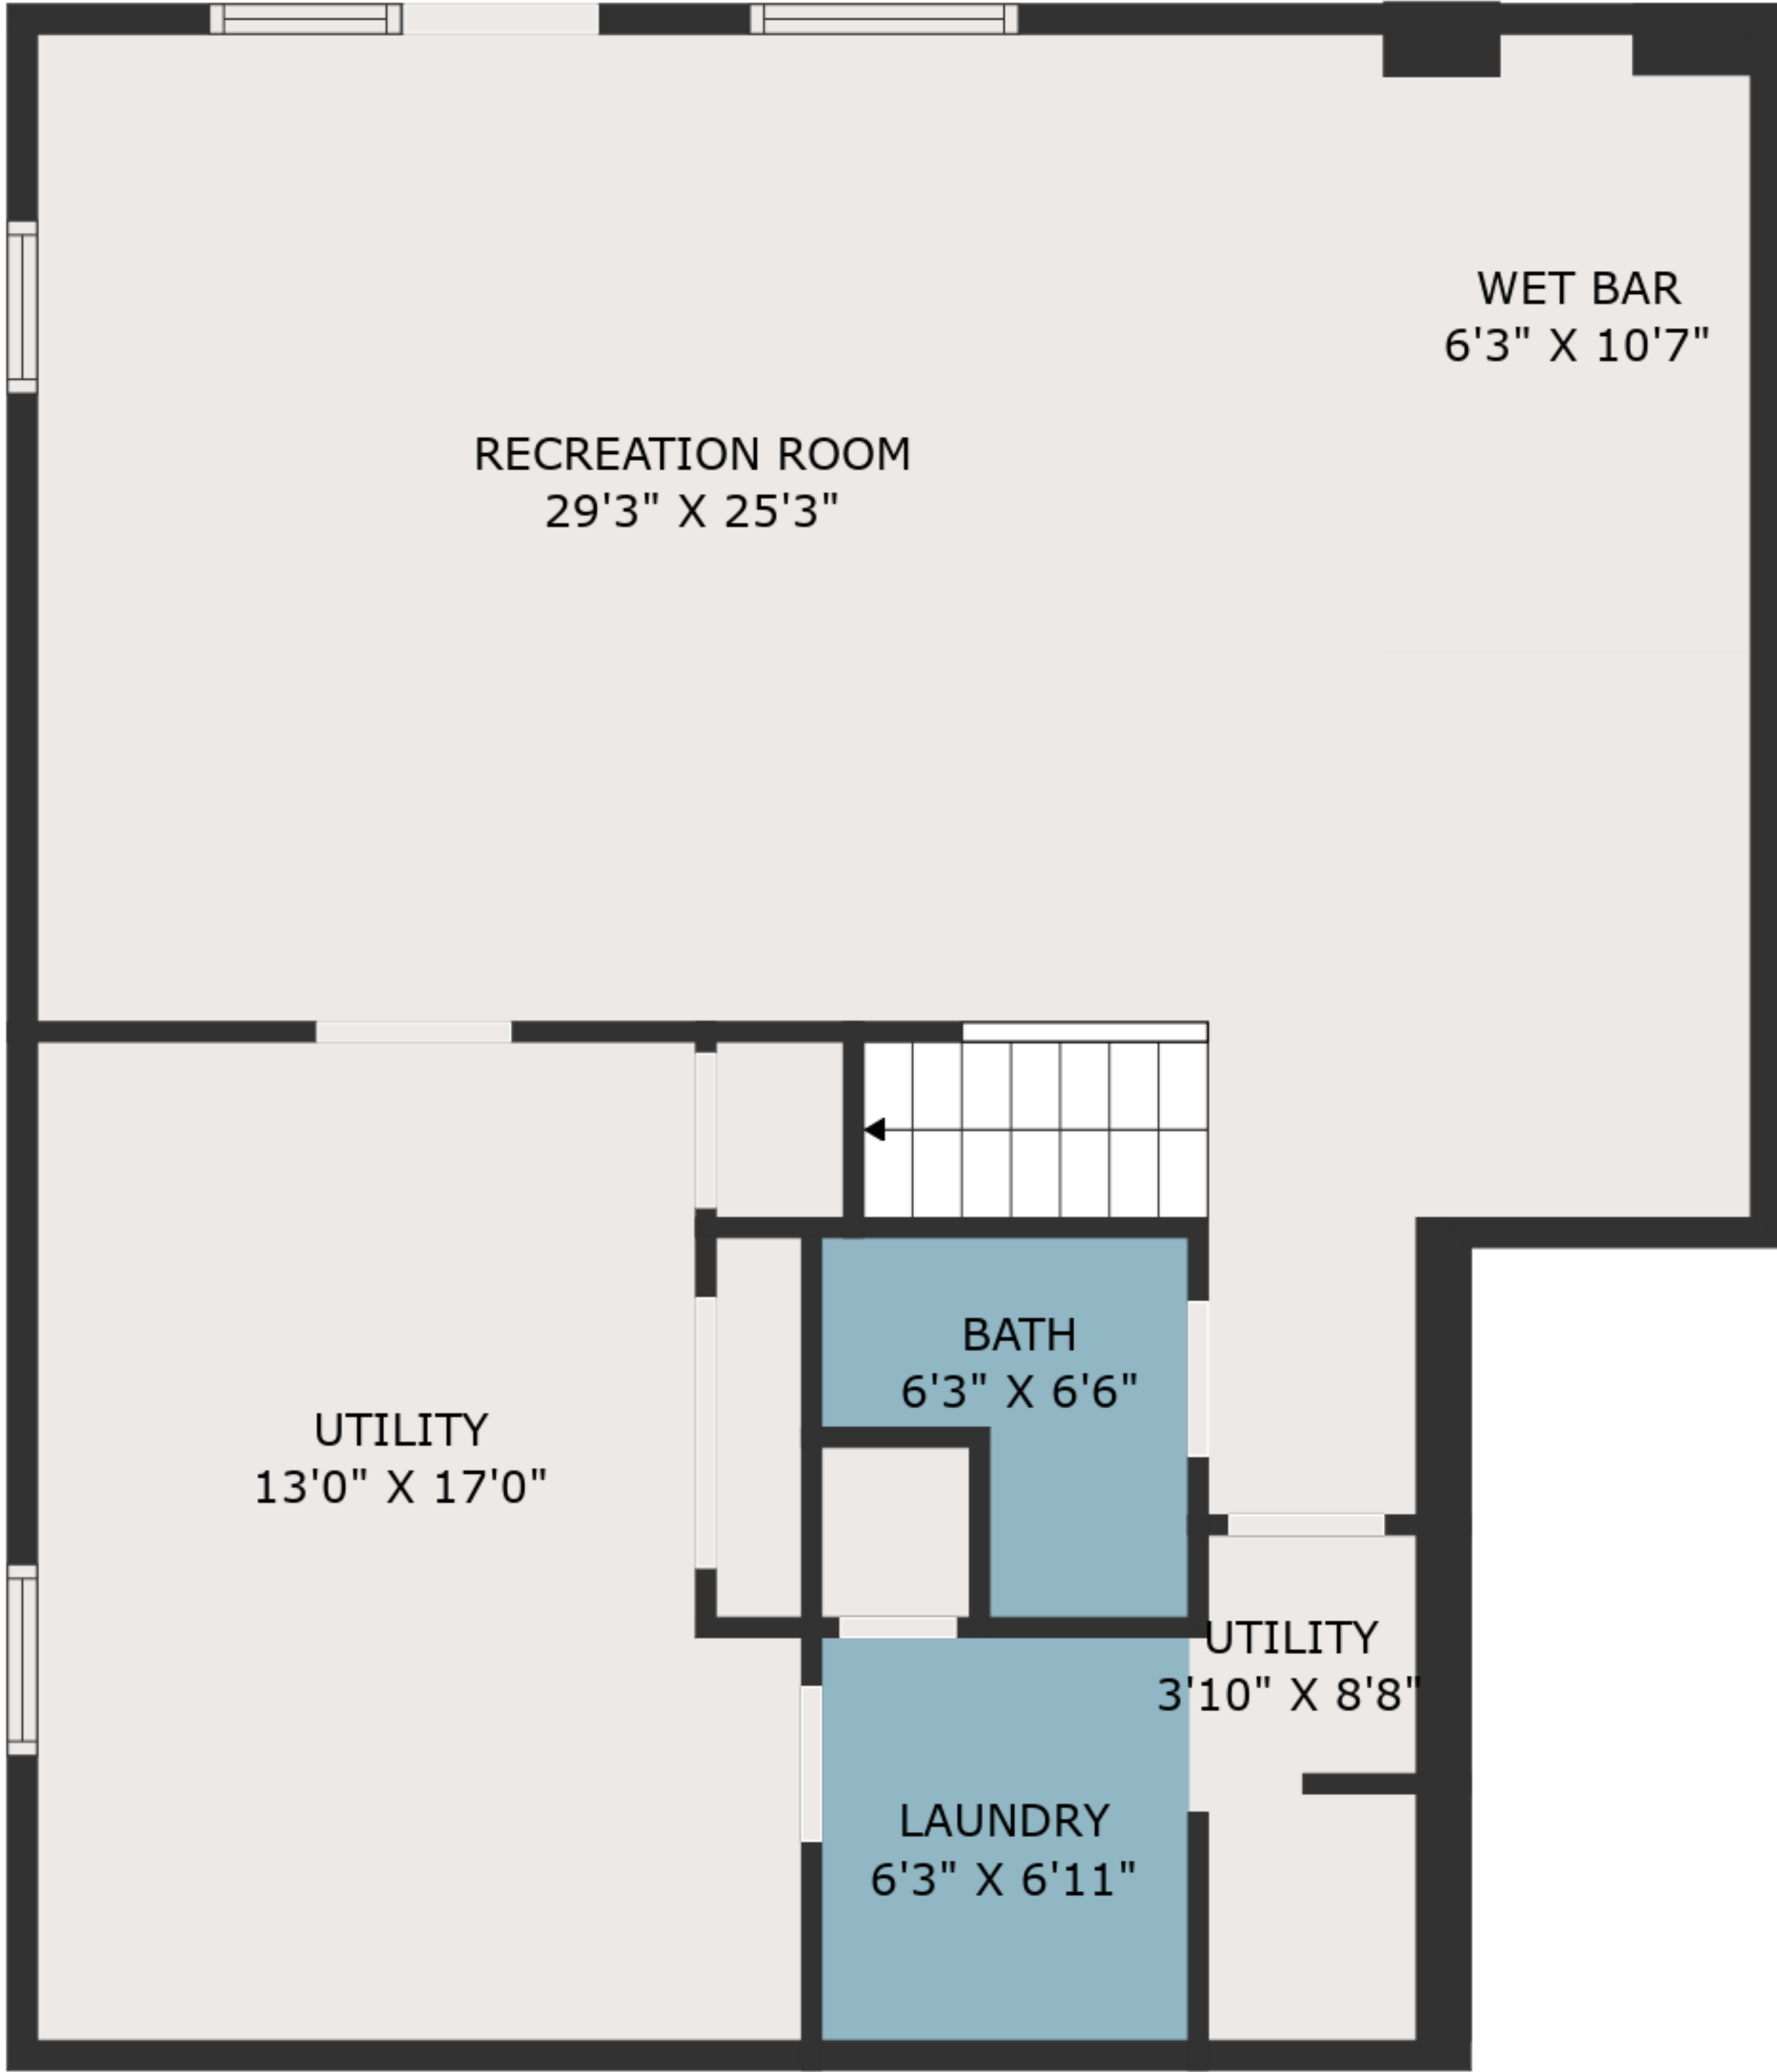 WET BAR
6'3" X 10'7"
RECREATION ROOM
29'3" X 25'3"
BATH
6'3" X 6'6"
UTILITY
13'0" X 17'0"
UTILITY
3'10" X 8'8"
LAUNDRY
6'3" X 6'11"